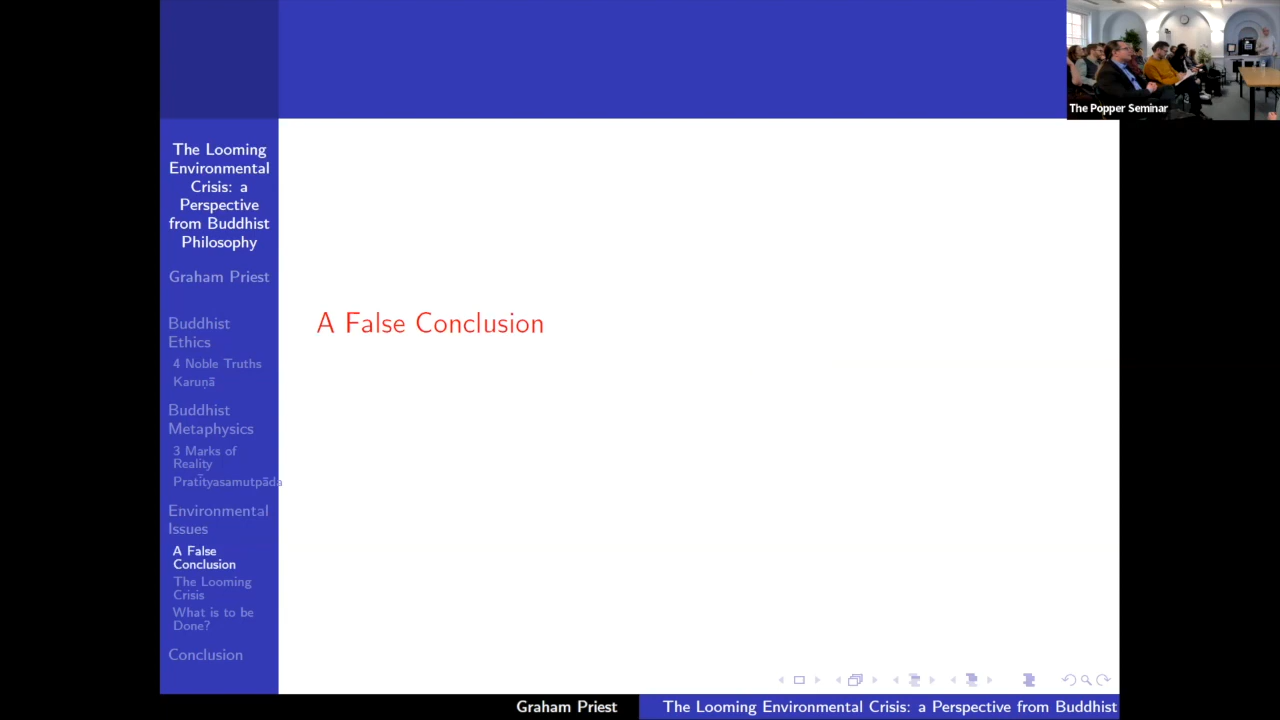 The Popper Seminar
The Looming
Environmental
Crisis: a
Perspective
from Buddhist
Philosophy
Graham Priest
Buddhist
Ethics
4 Noble Truths
Karuṇā
Buddhist
Metaphysics
3 Marks of
Reality
Pratītyasamutpāda
Environmental
Issues
A False
Conclusion
The Looming
Crisis
What is to be
Done?
Conclusion
A False Conclusion
Graham Priest
The Looming Environmental Crisis: a Perspective from Buddhist